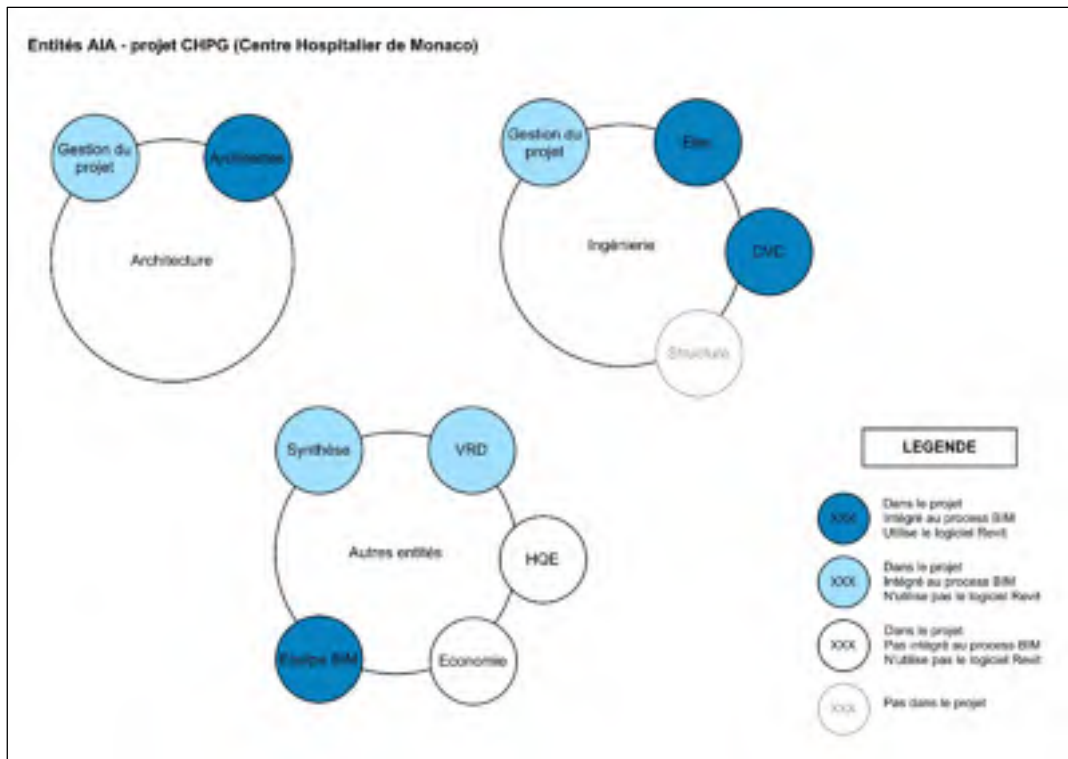 Entités AIA - projet CHPG (Centre Hospitalier de Monaco)
Gestion du
projet
Architectes
Architecture
Gestion du
projet
Elec
CVC
Ingénierie
Structure
Synthèse
VRD
Autres entités
HQE
Equipe BIM
Economie
LEGENDE
XXX
Dans le projet
Intégré au process BIM
Utilise le logiciel Revit
XXX
Dans le projet
Intégré au process BIM
N'utilise pas le logiciel Revit
XXX
Dans le projet
Pas intégré au process BIM
N'utilise pas le logiciel Revit
XXX
Pas dans le projet